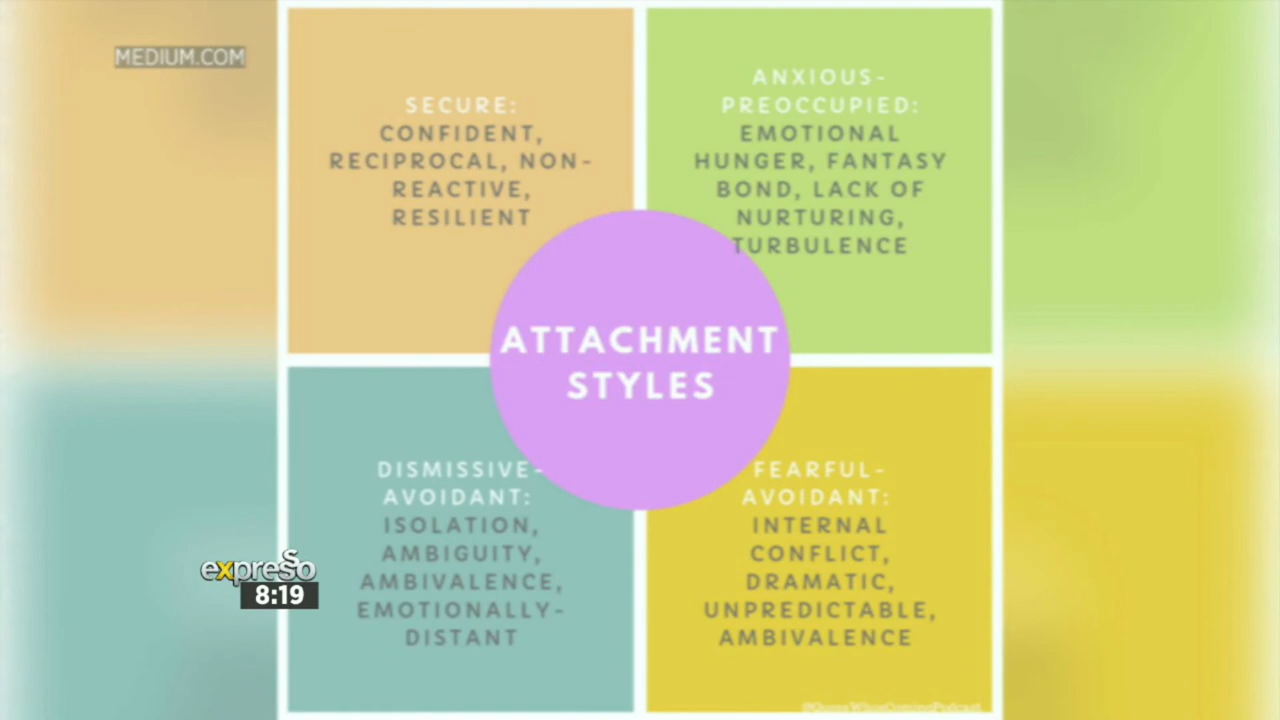 MEDIUM.COM
SECURE:
CONFIDENT,
RECIPROCAL, NON-
REACTIVE,
RESILIENT
ANXIOUS-
PREOCCUPIED:
EMOTIONAL
HUNGER, FANTASY
BOND, LACK OF
NURTURING,
TURBULENCE
ATTACHMENT
STYLES
DISMISSIVE-
AVOIDANT:
ISOLATION,
AMBIGUITY,
AMBIVALENCE,
EMOTIONALLY-
DISTANT
FEARFUL-
AVOIDANT:
INTERNAL
CONFLICT,
DRAMATIC,
UNPREDICTABLE,
AMBIVALENCE
expresso
8:19